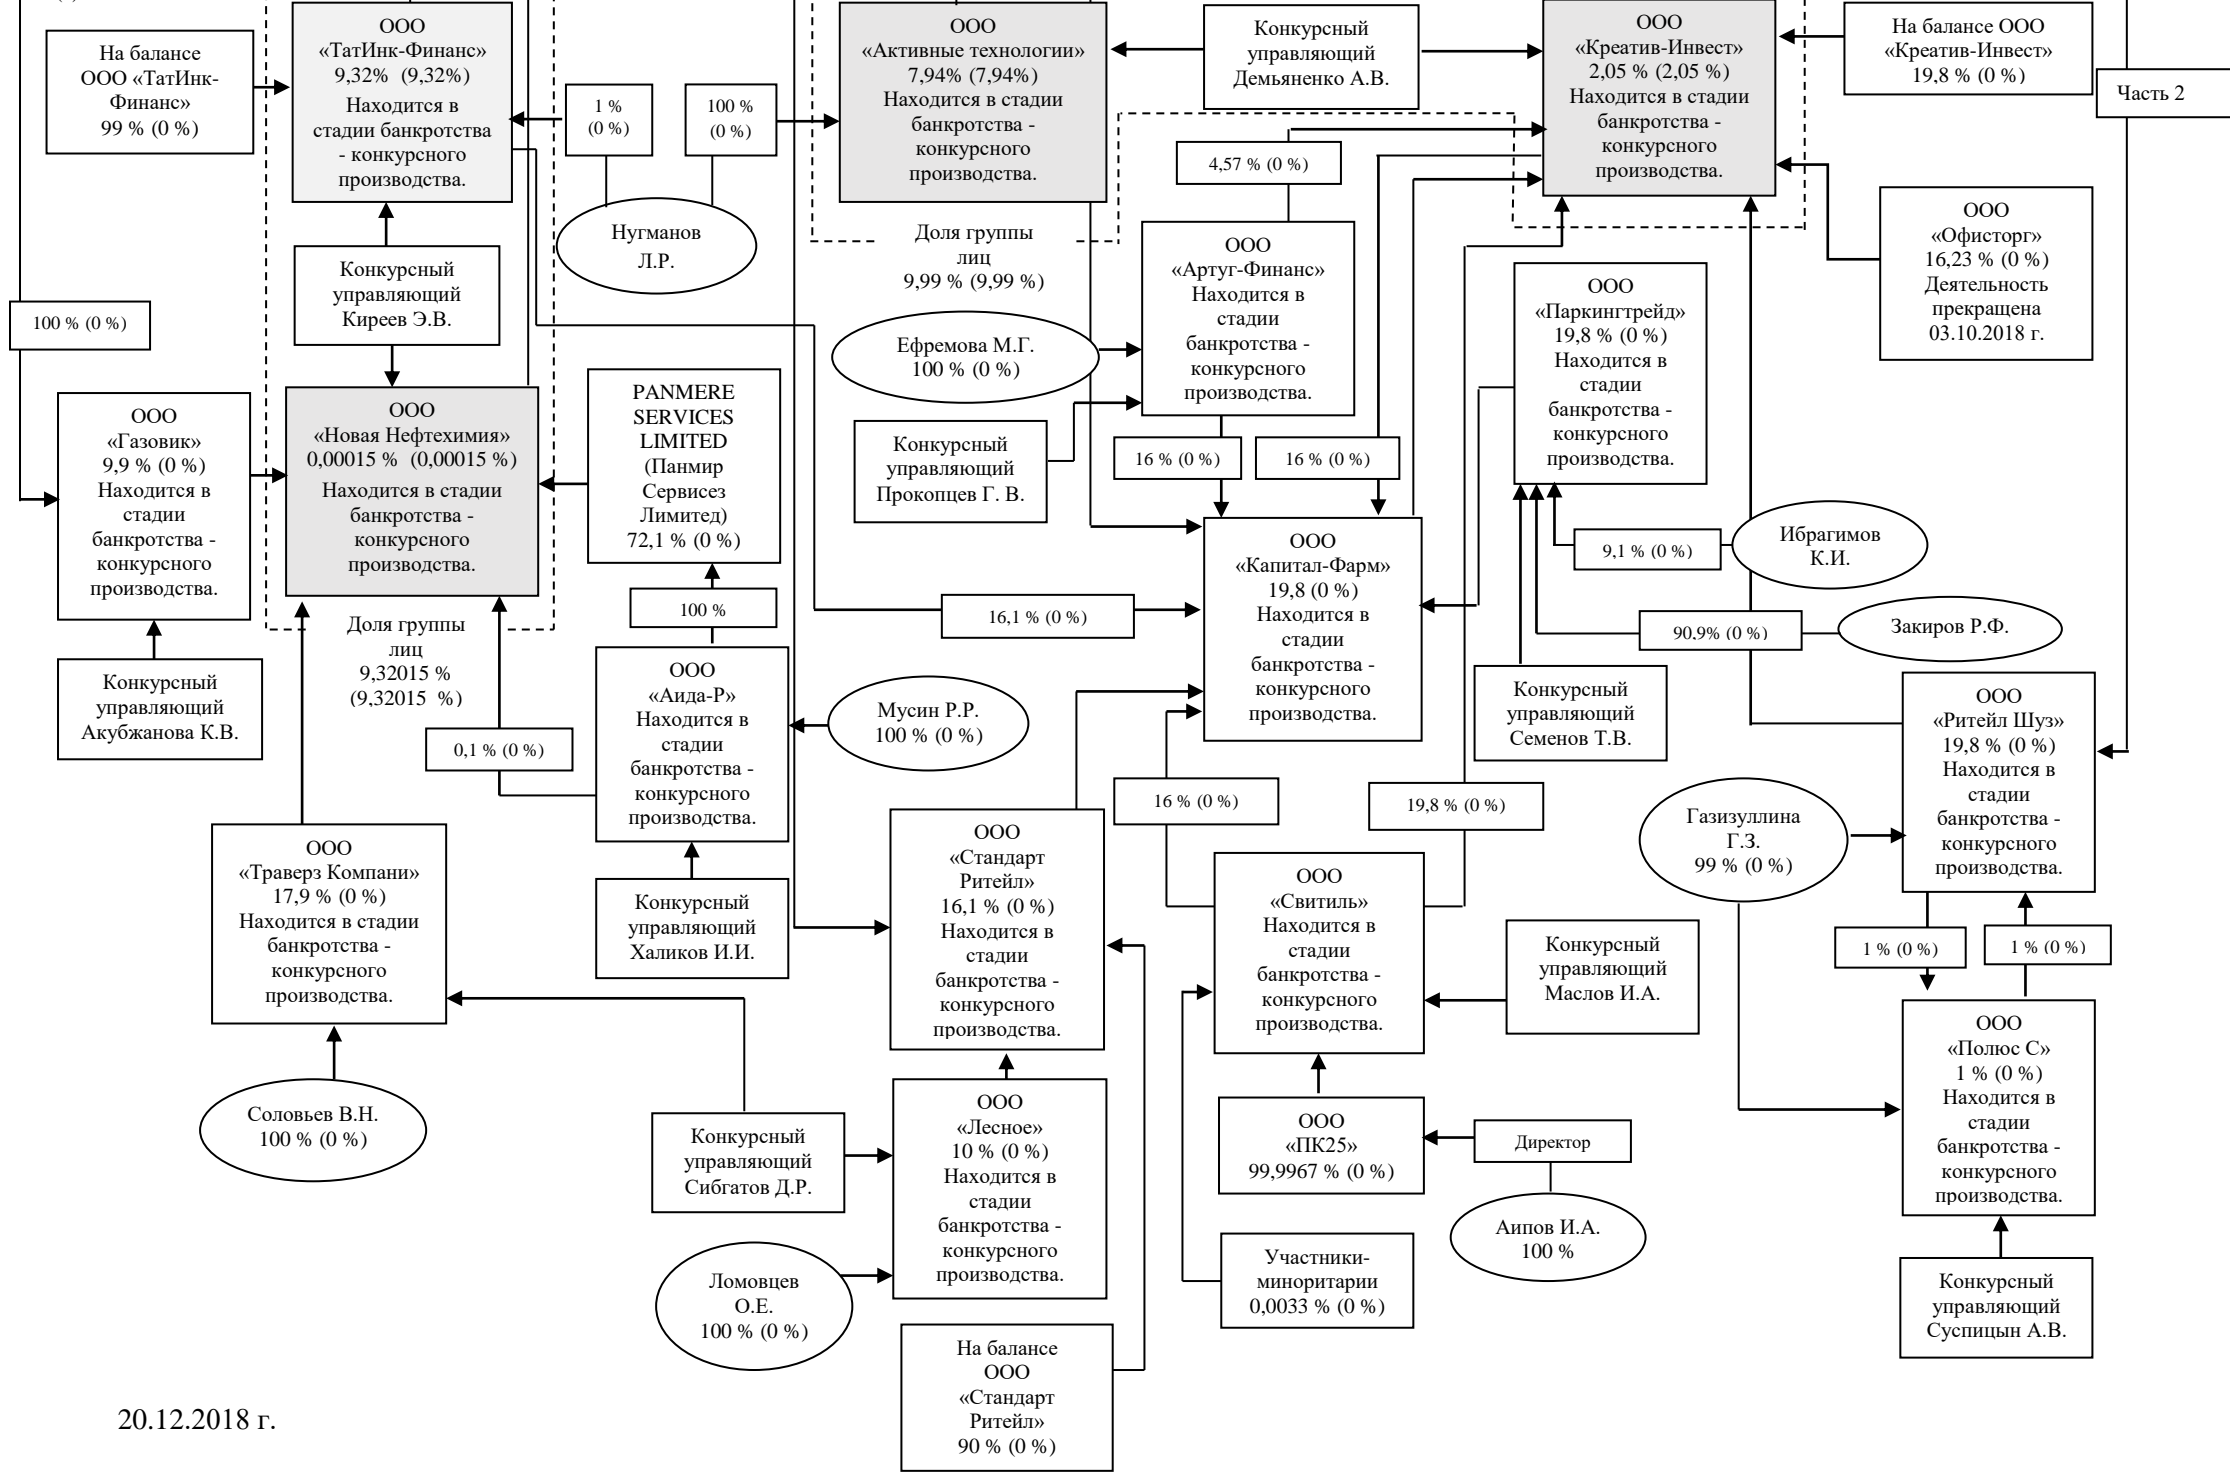 ООО
«ТатИнк-Финанс»
9,32% (9,32%)
Находится в
стадии банкротства
- конкурсного
производства.
На балансе
ООО «ТатИнк-
Финанс»
99 % (0 %)
1 %
(0 %)
100 %
(0 %)
Нугманов
Л.Р.
ООО
«Активные технологии»
7,94% (7,94%)
Находится в стадии
банкротства -
конкурсного
производства.
Конкурсный
управляющий
Демьяненко А.В.
ООО
«Креатив-Инвест»
2,05 % (2,05 %)
Находится в стадии
банкротства -
конкурсного
производства.
На балансе ООО
«Креатив-Инвест»
19,8 % (0 %)
Часть 2
4,57 % (0 %)
ООО
«Офисторг»
16,23 % (0 %)
Деятельность
прекращена
03.10.2018 г.
Доля группы
лиц
9,99 % (9,99 %)
Конкурсный
управляющий
Киреев Э.В.
100 % (0 %)
ООО
«Артуг-Финанс»
Находится в
стадии
банкротства -
конкурсного
производства.
ООО
«Паркингтрейд»
19,8 % (0 %)
Находится в
стадии
банкротства -
конкурсного
производства.
Ефремова М.Г.
100 % (0 %)
ООО
«Газовик»
9,9 % (0 %)
Находится в
стадии
банкротства -
конкурсного
производства.
ООО
«Новая Нефтехимия»
0,00015 % (0,00015 %)
Находится в стадии
банкротства -
конкурсного
производства.
PANMERE
SERVICES
LIMITED
(Панмир
Сервисез
Лимитед)
72,1 % (0 %)
Конкурсный
управляющий
Прокопцев Г. В.
16 % (0 %)
16 % (0 %)
ООО
«Капитал-Фарм»
19,8 (0 %)
Находится в
стадии
банкротства -
конкурсного
производства.
9,1 % (0 %)
Ибрагимов
К.И.
100 %
16,1 % (0 %)
90,9% (0 %)
Закиров Р.Ф.
Доля группы
лиц
9,32015 %
(9,32015 %)
Конкурсный
управляющий
Акубжанова К.В.
ООО
«Аида-Р»
Находится в
стадии
банкротства -
конкурсного
производства.
Мусин Р.Р.
100 % (0 %)
Конкурсный
управляющий
Семенов Т.В.
ООО
«Ритейл Шуз»
19,8 % (0 %)
Находится в
стадии
банкротства -
конкурсного
производства.
0,1 % (0 %)
16 % (0 %)
19,8 % (0 %)
Газизуллина
Г.З.
99 % (0 %)
ООО
«Траверз Компани»
17,9 % (0 %)
Находится в стадии
банкротства -
конкурсного
производства.
Конкурсный
управляющий
Халиков И.И.
ООО
«Стандарт
Ритейл»
16,1 % (0 %)
Находится в
стадии
банкротства -
конкурсного
производства.
ООО
«Свитиль»
Находится в
стадии
банкротства -
конкурсного
производства.
Конкурсный
управляющий
Маслов И.А.
1 % (0 %)
1 % (0 %)
ООО
«Полюс С»
1 % (0 %)
Находится в
стадии
банкротства -
конкурсного
производства.
Соловьев В.Н.
100 % (0 %)
Конкурсный
управляющий
Сибгатов Д.Р.
ООО
«Лесное»
10 % (0 %)
Находится в
стадии
банкротства -
конкурсного
производства.
ООО
«ПК25»
99,9967 % (0 %)
Директор
Аипов И.А.
100 %
Ломовцев
О.Е.
100 % (0 %)
Участники-
миноритарии
0,0033 % (0 %)
Конкурсный
управляющий
Суспицын А.В.
На балансе
ООО
«Стандарт
Ритейл»
90 % (0 %)
20.12.2018 г.